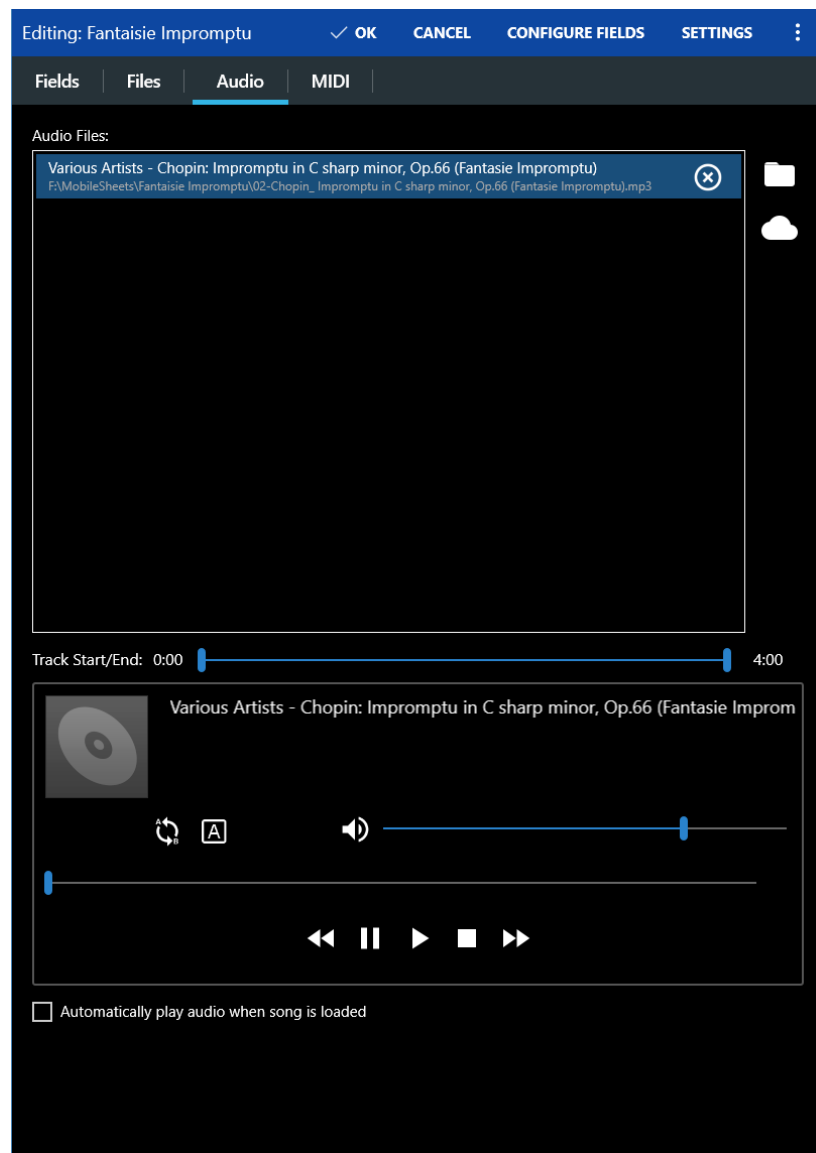 Editing: Fantaisie Impromptu OK CANCEL CONFIGURE FIELDS SETTINGS
Fields Files Audio MIDI
Audio Files:
Various Artists - Chopin: Impromptu in C sharp minor, Op.66 (Fantasie Impromptu)
F:\MobileSheets\Fantaisie Impromptu\02-Chopin_ Impromptu in C sharp minor, Op.66 (Fantasie Impromptu).mp3
Track Start/End: 0:00 4:00
Various Artists - Chopin: Impromptu in C sharp minor, Op.66 (Fantasie Improm
A B A
Automatically play audio when song is loaded